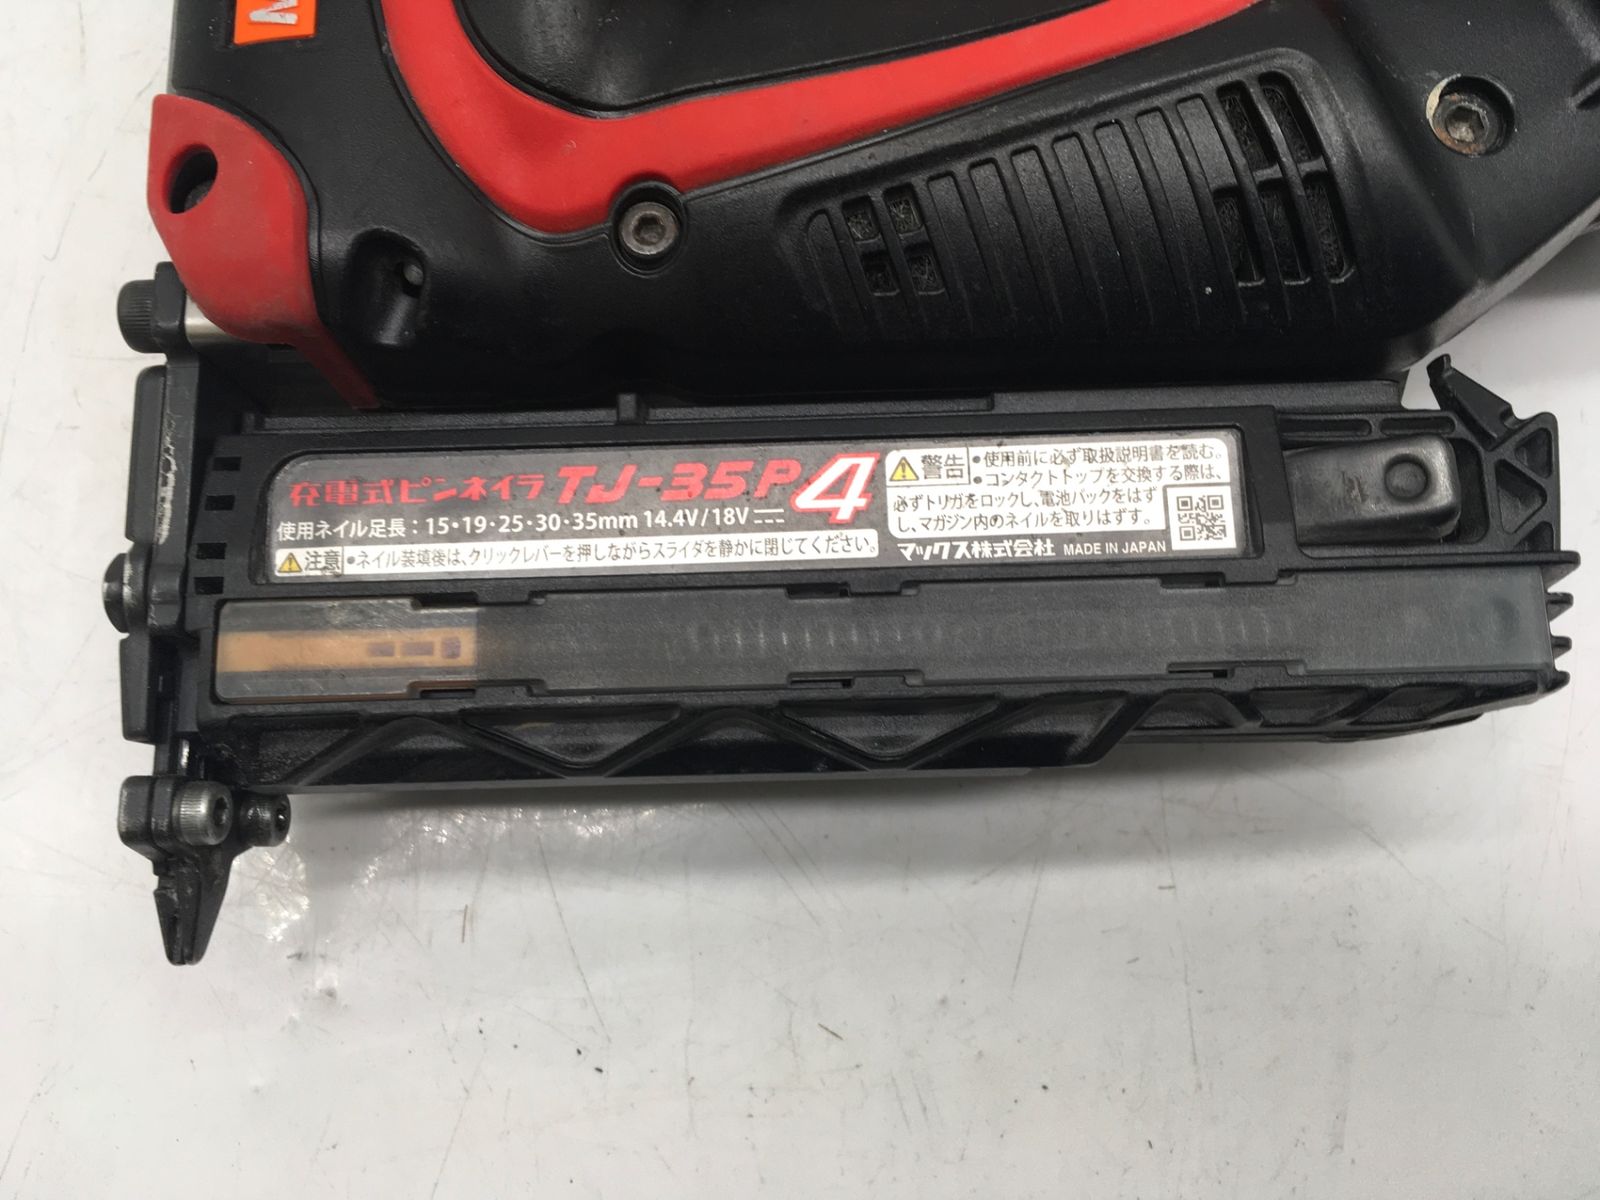 充電式ピンネイラ TJ-35P4
使用ネイル足長：15・19・25・30・35mm 14.4V/18V
注意 ・ネイル装填後は、クリックレバーを押しながらスライダを静かに閉じてください。
警告 ・使用前に必ず取扱説明書を読む。
・コンタクトトップを交換する際は、
必ずトリガをロックし、電池パックをはず
し、マガジン内のネイルを取りはずす。
マックス株式会社 MADE IN JAPAN